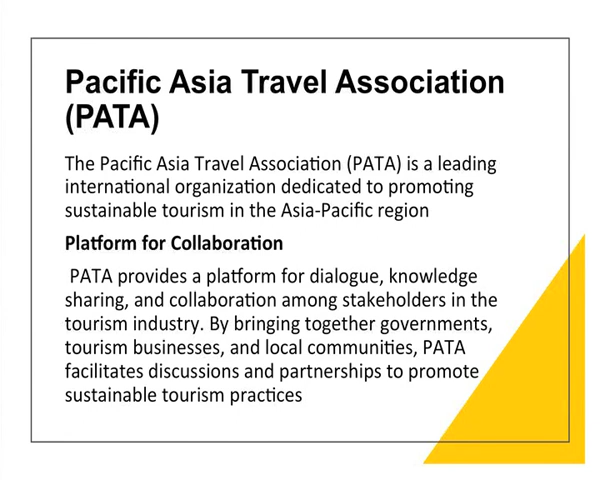 Pacific Asia Travel Association
(PATA)
The Pacific Asia Travel Association (PATA) is a leading
international organization dedicated to promoting
sustainable tourism in the Asia-Pacific region
Platform for Collaboration
PATA provides a platform for dialogue, knowledge
sharing, and collaboration among stakeholders in the
tourism industry. By bringing together governments,
tourism businesses, and local communities, PATA
facilitates discussions and partnerships to promote
sustainable tourism practices